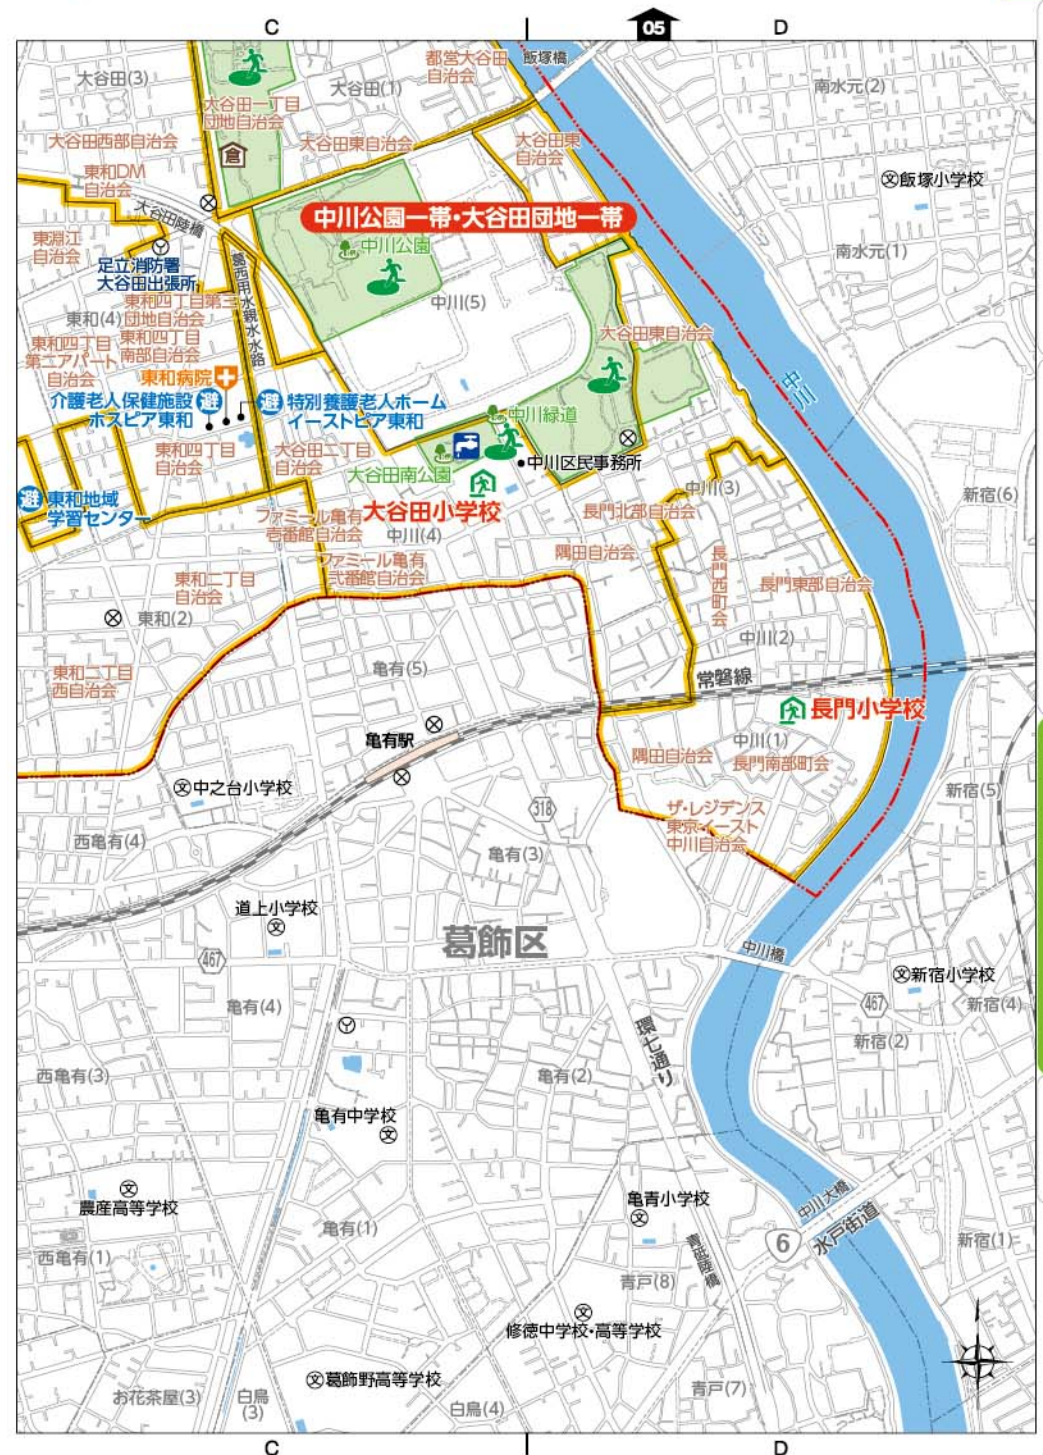 C
05
D
大谷田(3)
大谷田(1)
都営大谷田
自治会
飯塚橋
南水元(2)
大谷田一丁目
団地自治会
大谷田西部自治会
大谷田東自治会
大谷田東
自治会
倉
東和DM
自治会
文飯塚小学校
大谷田陸橋
中川公園一帯・大谷田団地一帯
東淵江
自治会
中川公園
南水元(1)
足立消防署
大谷田出張所
葛西用水親水水路
東和四丁目第三
団地自治会
中川(5)
東和(4)
東和四丁目
南部自治会
東和四丁目
第二アパート
自治会
大谷田東自治会
東和病院
中川
介護老人保健施設
ホスピア東和
避
避
特別養護老人ホーム
イーストピア東和
中川緑道
東和四丁目
自治会
大谷田二丁目
自治会
大谷田南公園
中川区民事務所
避
東和地域
学習センター
大谷田小学校
中川(3)
新宿(6)
ファミール亀有
壱番館自治会
中川(4)
長門北部自治会
ファミール亀有
弐番館自治会
隅田自治会
長門西町会
長門東部自治会
東和二丁目
自治会
東和(2)
中川(2)
東和二丁目
西自治会
亀有(5)
常磐線
長門小学校
亀有駅
中川(1)
隅田自治会
長門南部町会
文中之台小学校
新宿(5)
318
ザ・レジデンス
東京イースト
中川自治会
西亀有(4)
亀有(3)
道上小学校
文
葛飾区
中川橋
467
文新宿小学校
亀有(4)
467
新宿(4)
環七通り
新宿(2)
西亀有(3)
亀有(2)
亀有中学校
文
文
農産高等学校
亀青小学校
文
中川大橋
水戸街道
6
亀有(1)
西亀有(1)
青砥陸橋
新宿(1)
青戸(8)
文
修徳中学校・高等学校
文葛飾野高等学校
青戸(7)
お花茶屋(3)
白鳥
(3)
白鳥(4)
C
D